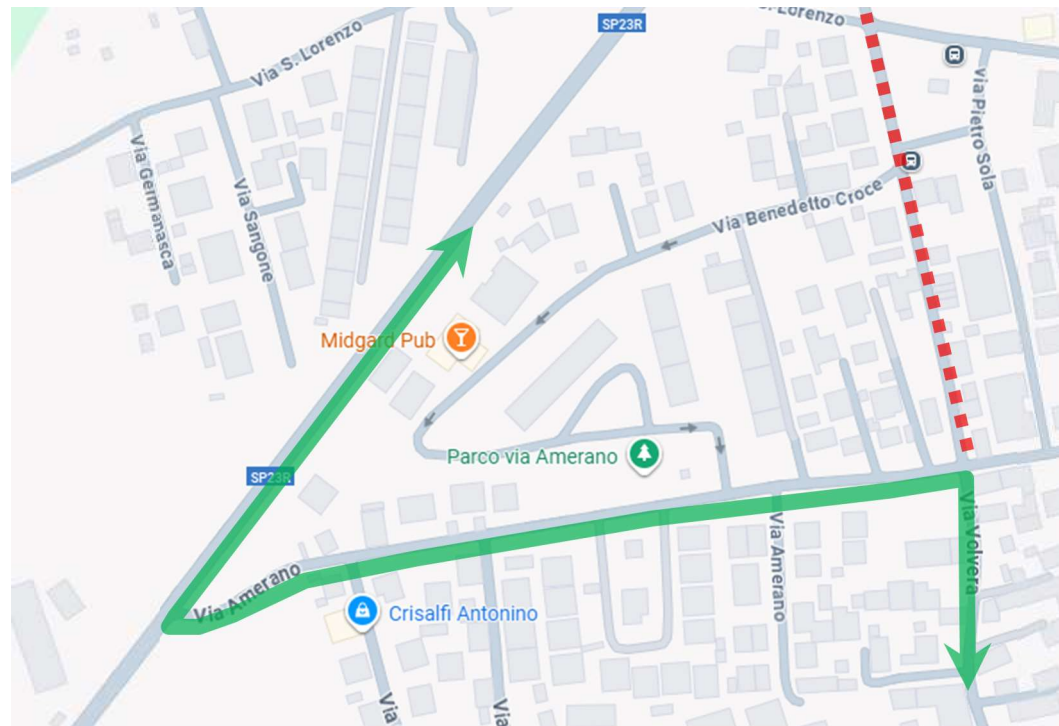 SP23R
Via S. Lorenzo
S. Lorenzo
Via Germanasca
Via Sangone
via Pietro Sola
Via Benedetto Croce
Midgard Pub
Parco via Amerano
SP23R
Via Volvera
Via Amerano
Via Amerano
Crisalfi Antonino
Via
Via